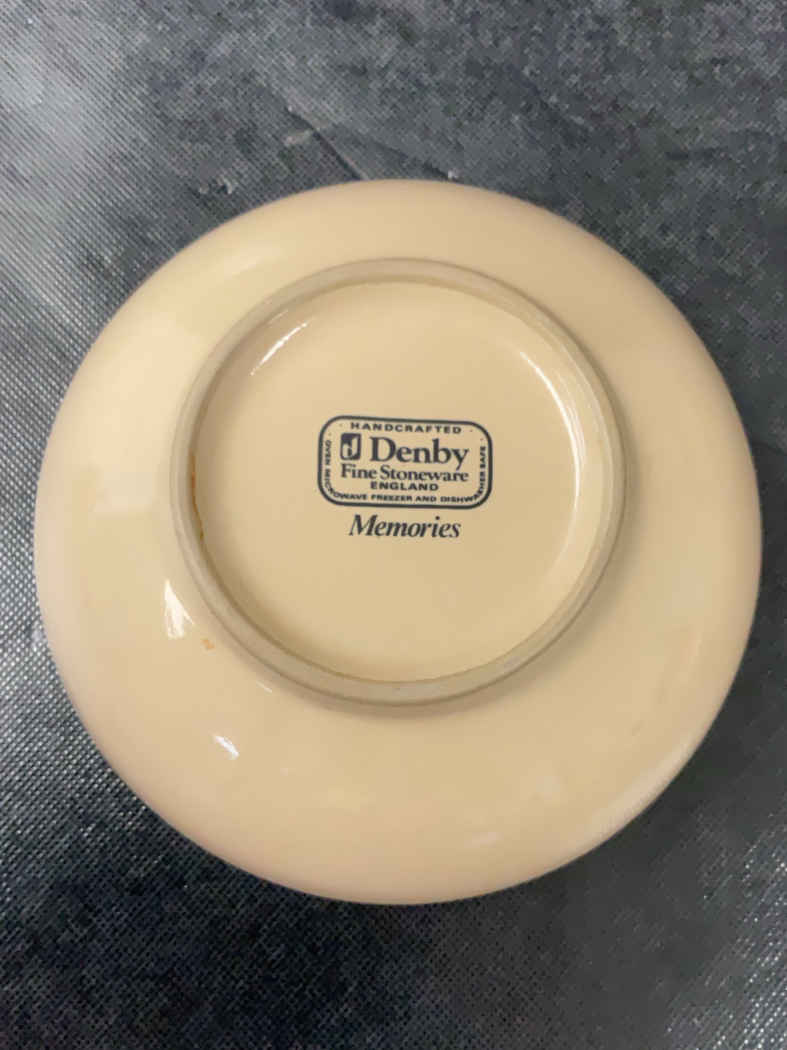 · HANDCRAFTED ·
Denby
Fine Stoneware
ENGLAND
· OVEN MICROWAVE FREEZER AND DISHWASHER SAFE ·
Memories